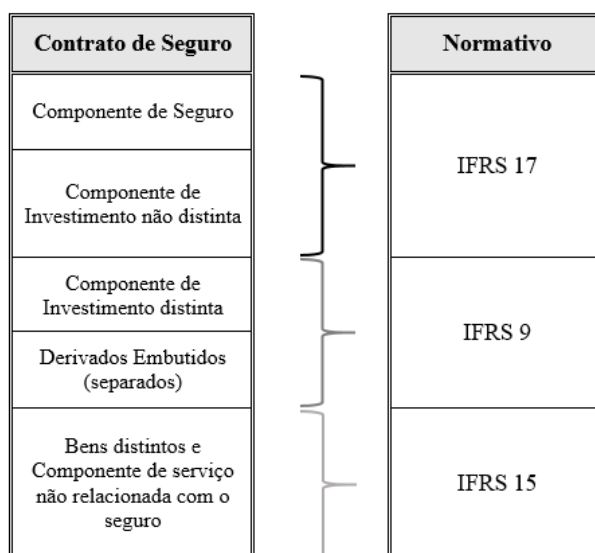 Contrato de Seguro
Normativo
Componente de Seguro
Componente de
Investimento não distinta
IFRS 17
Componente de
Investimento distinta
Derivados Embutidos
(separados)
IFRS 9
Bens distintos e
Componente de serviço
não relacionada com o
seguro
IFRS 15